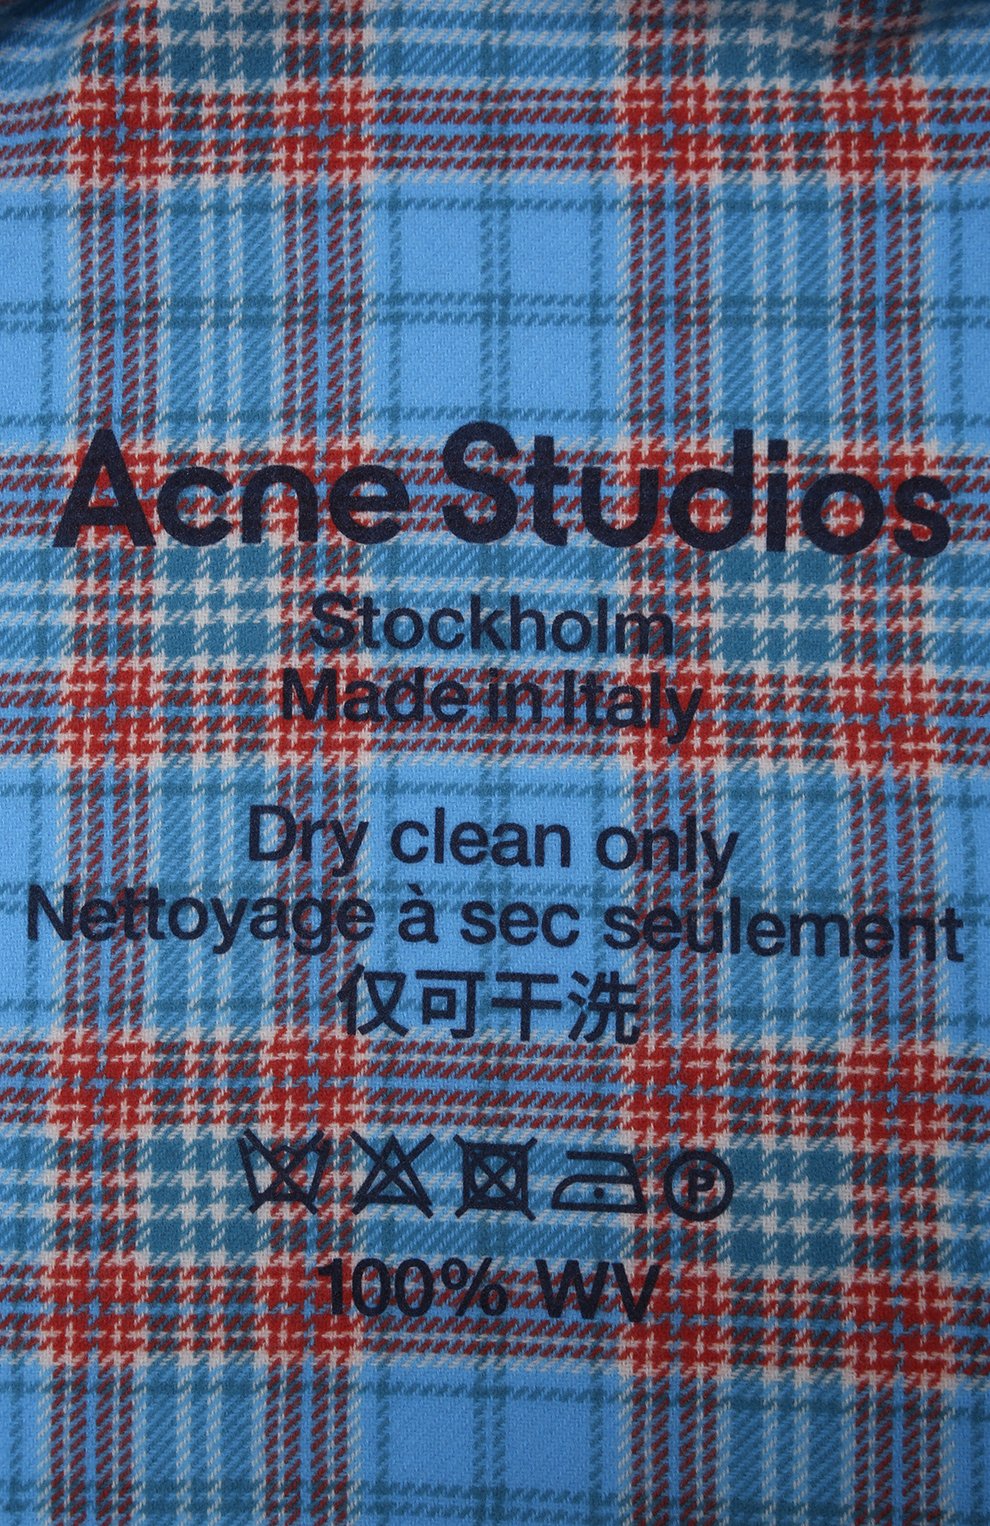 Acne Studios
Stockholm
Made in Italy
Dry clean only
Nettoyage à sec seulement
仅可干洗
P
100% WV